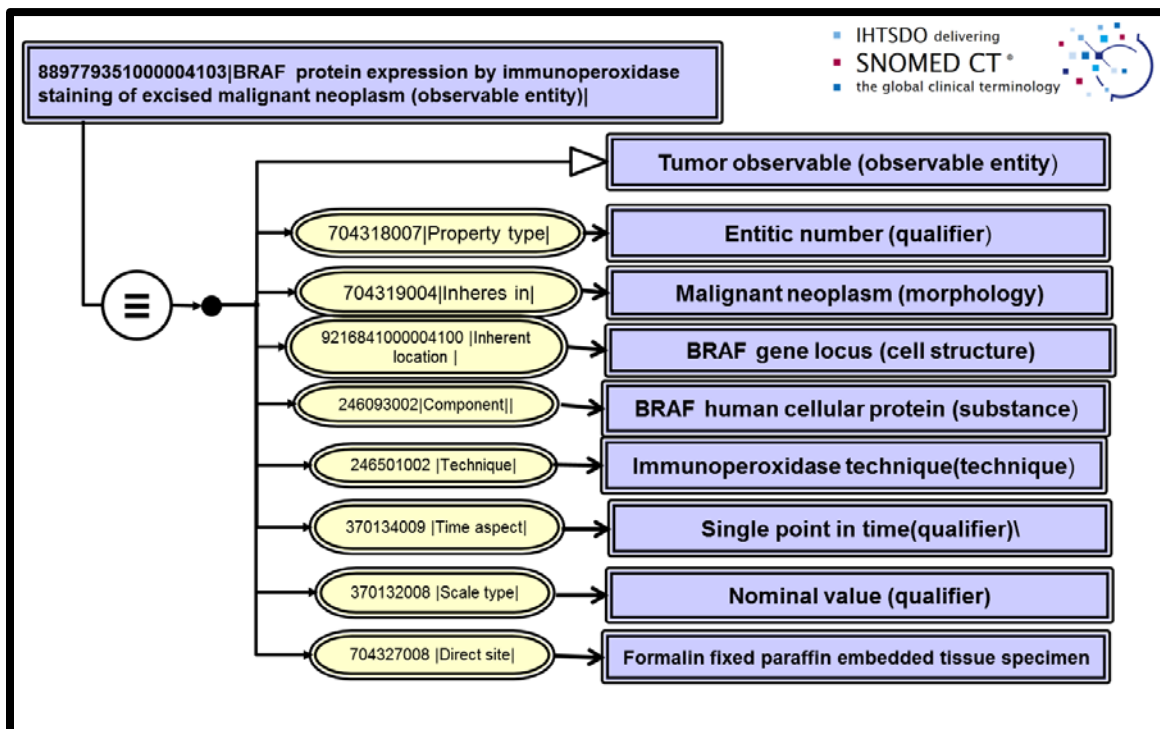 IHTSDO delivering
SNOMED CT ®
the global clinical terminology
889779351000004103|BRAF protein expression by immunoperoxidase
staining of excised malignant neoplasm (observable entity)|
Tumor observable (observable entity)
704318007|Property type|
Entitic number (qualifier)
704319004|Inheres in|
Malignant neoplasm (morphology)
9216841000004100 |Inherent
location |
BRAF gene locus (cell structure)
246093002|Component||
BRAF human cellular protein (substance)
246501002 |Technique|
Immunoperoxidase technique(technique)
370134009 |Time aspect|
Single point in time(qualifier)\
370132008 |Scale type|
Nominal value (qualifier)
704327008 |Direct site|
Formalin fixed paraffin embedded tissue specimen